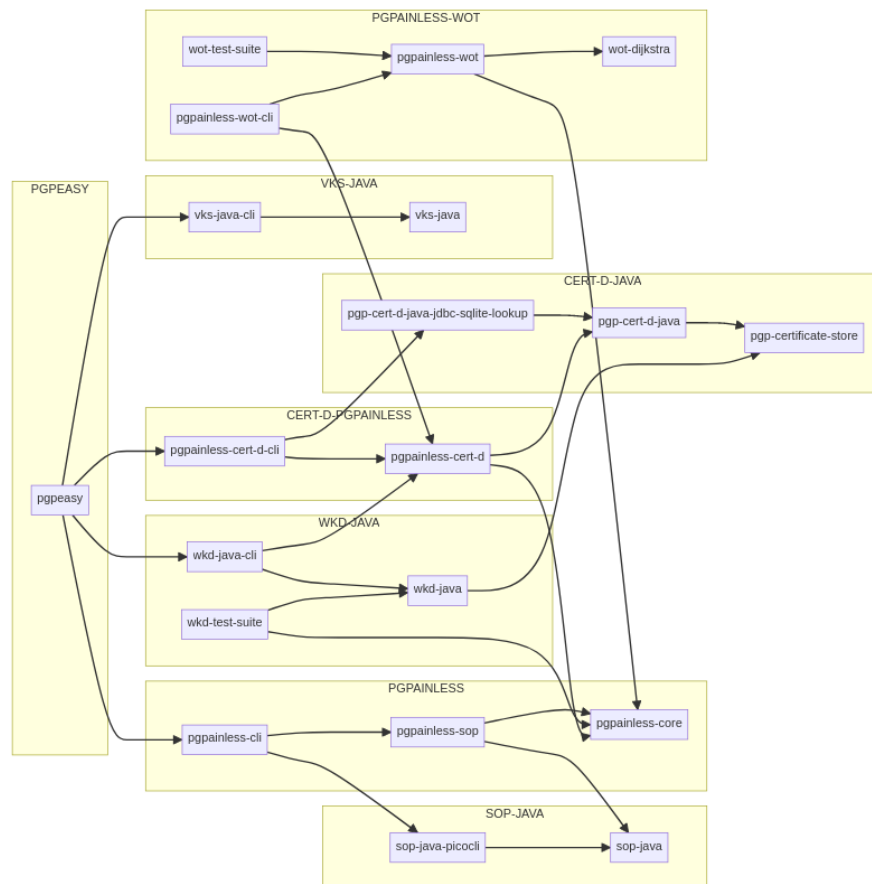 PGPAINLESS-WOT
wot-test-suite
pgpainless-wot
wot-dijkstra
pgpainless-wot-cli
PGPEASY
VKS-JAVA
vks-java-cli
vks-java
CERT-D-JAVA
pgp-cert-d-java-jdbc-sqlite-lookup
pgp-cert-d-java
pgp-certificate-store
CERT-D-PGPAINLESS
pgpainless-cert-d-cli
pgpainless-cert-d
pgpeasy
WKD-JAVA
wkd-java-cli
wkd-java
wkd-test-suite
PGPAINLESS
pgpainless-cli
pgpainless-sop
pgpainless-core
SOP-JAVA
sop-java-picocli
sop-java